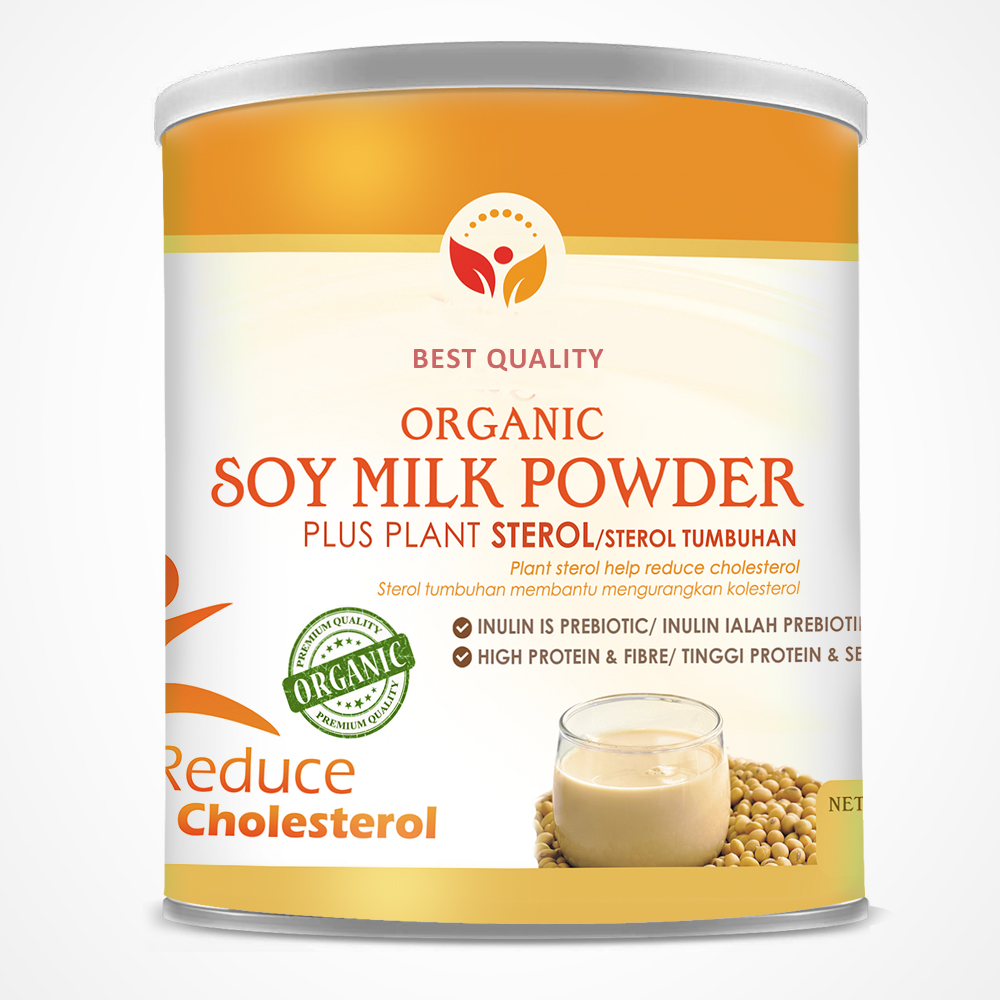 BEST QUALITY
ORGANIC
SOY MILK POWDER
PLUS PLANT STEROL/STEROL TUMBUHAN
Plant sterol help reduce cholesterol
Sterol tumbuhan membantu mengurangkan kolesterol
INULIN IS PREBIOTIC/ INULIN IALAH
HIGH PROTEIN & FIBRE/ TINGGI PROTEIN &
PREMIUM QUALITY
ORGANIC
PREMIUM QUALITY
Reduce
Cholesterol
NET